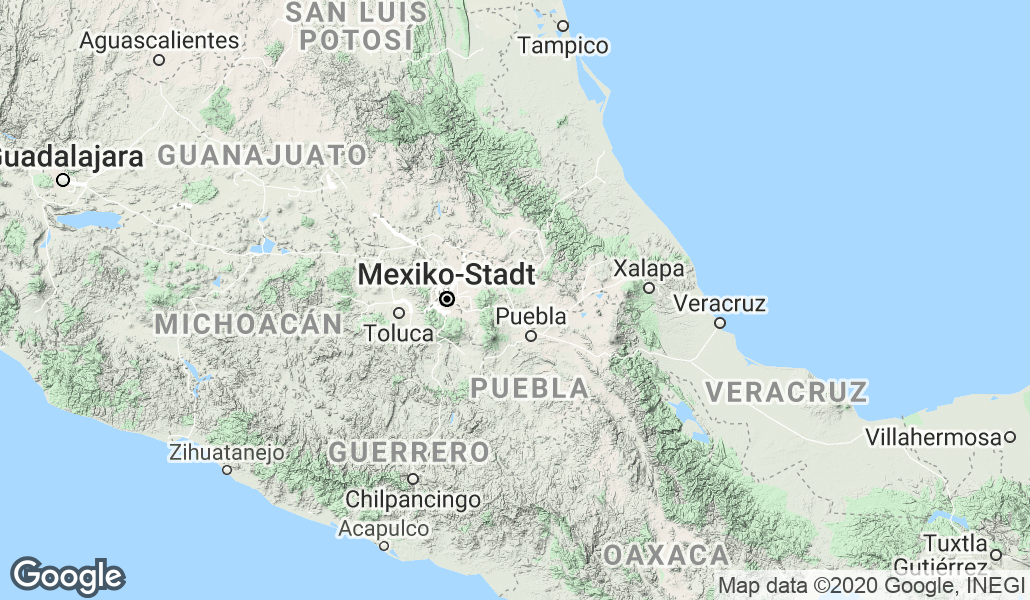 SAN LUIS
POTOSÍ
Aguascalientes
Tampico
Guadalajara
GUANAJUATO
Mexiko-Stadt
Xalapa
Veracruz
MICHOACÁN
Toluca
Puebla
PUEBLA
VERACRUZ
Villahermosa
Zihuatanejo
GUERRERO
Chilpancingo
Acapulco
OAXACA
Tuxtla
Gutiérrez
Google
Map data ©2020 Google, INEGI